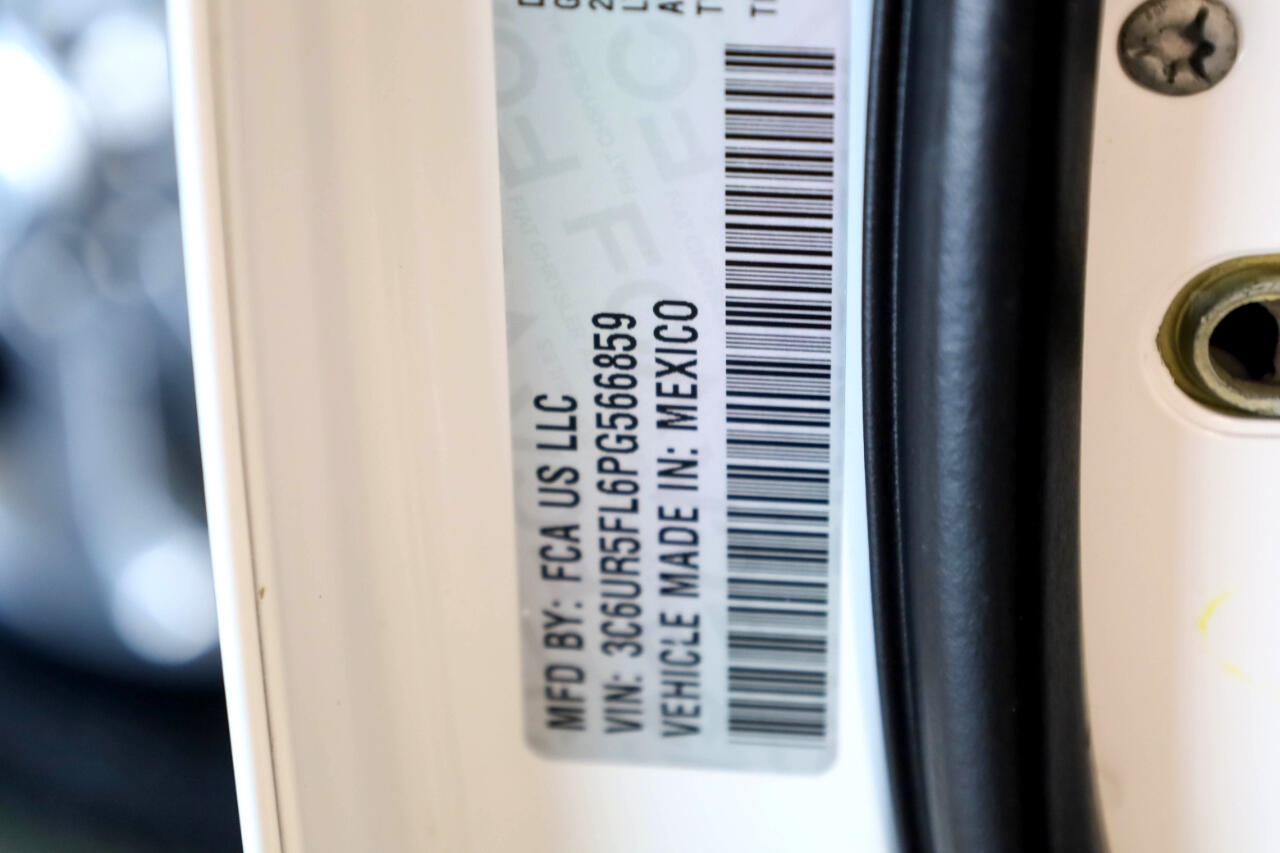 MFD BY: FCA US LLC
VIN: 3C6UR5FL6PG566859
VEHICLE MADE IN: MEXICO